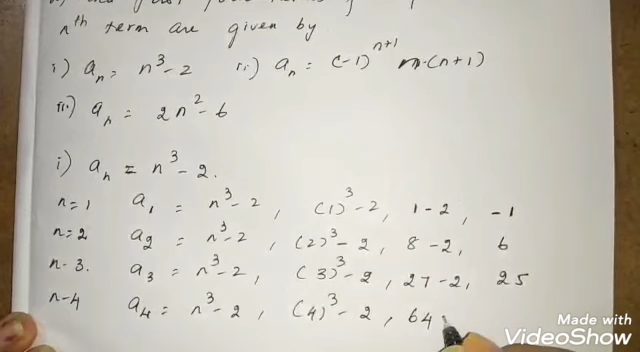 nth term are given by
i) aₙ = n³ - 2 ii) aₙ = (-1)ⁿ⁺¹ n·(n+1)
iii) aₙ = 2n² - 6
i) aₙ = n³ - 2.
n=1 a₁ = n³ - 2, (1)³ - 2, 1 - 2, -1
n=2 a₂ = n³ - 2, (2)³ - 2, 8 - 2, 6
n-3. a₃ = n³ - 2, (3)³ - 2, 27 - 2, 25
n-4 a₄ = n³ - 2, (4)³ - 2, 64
Made with
VideoShow